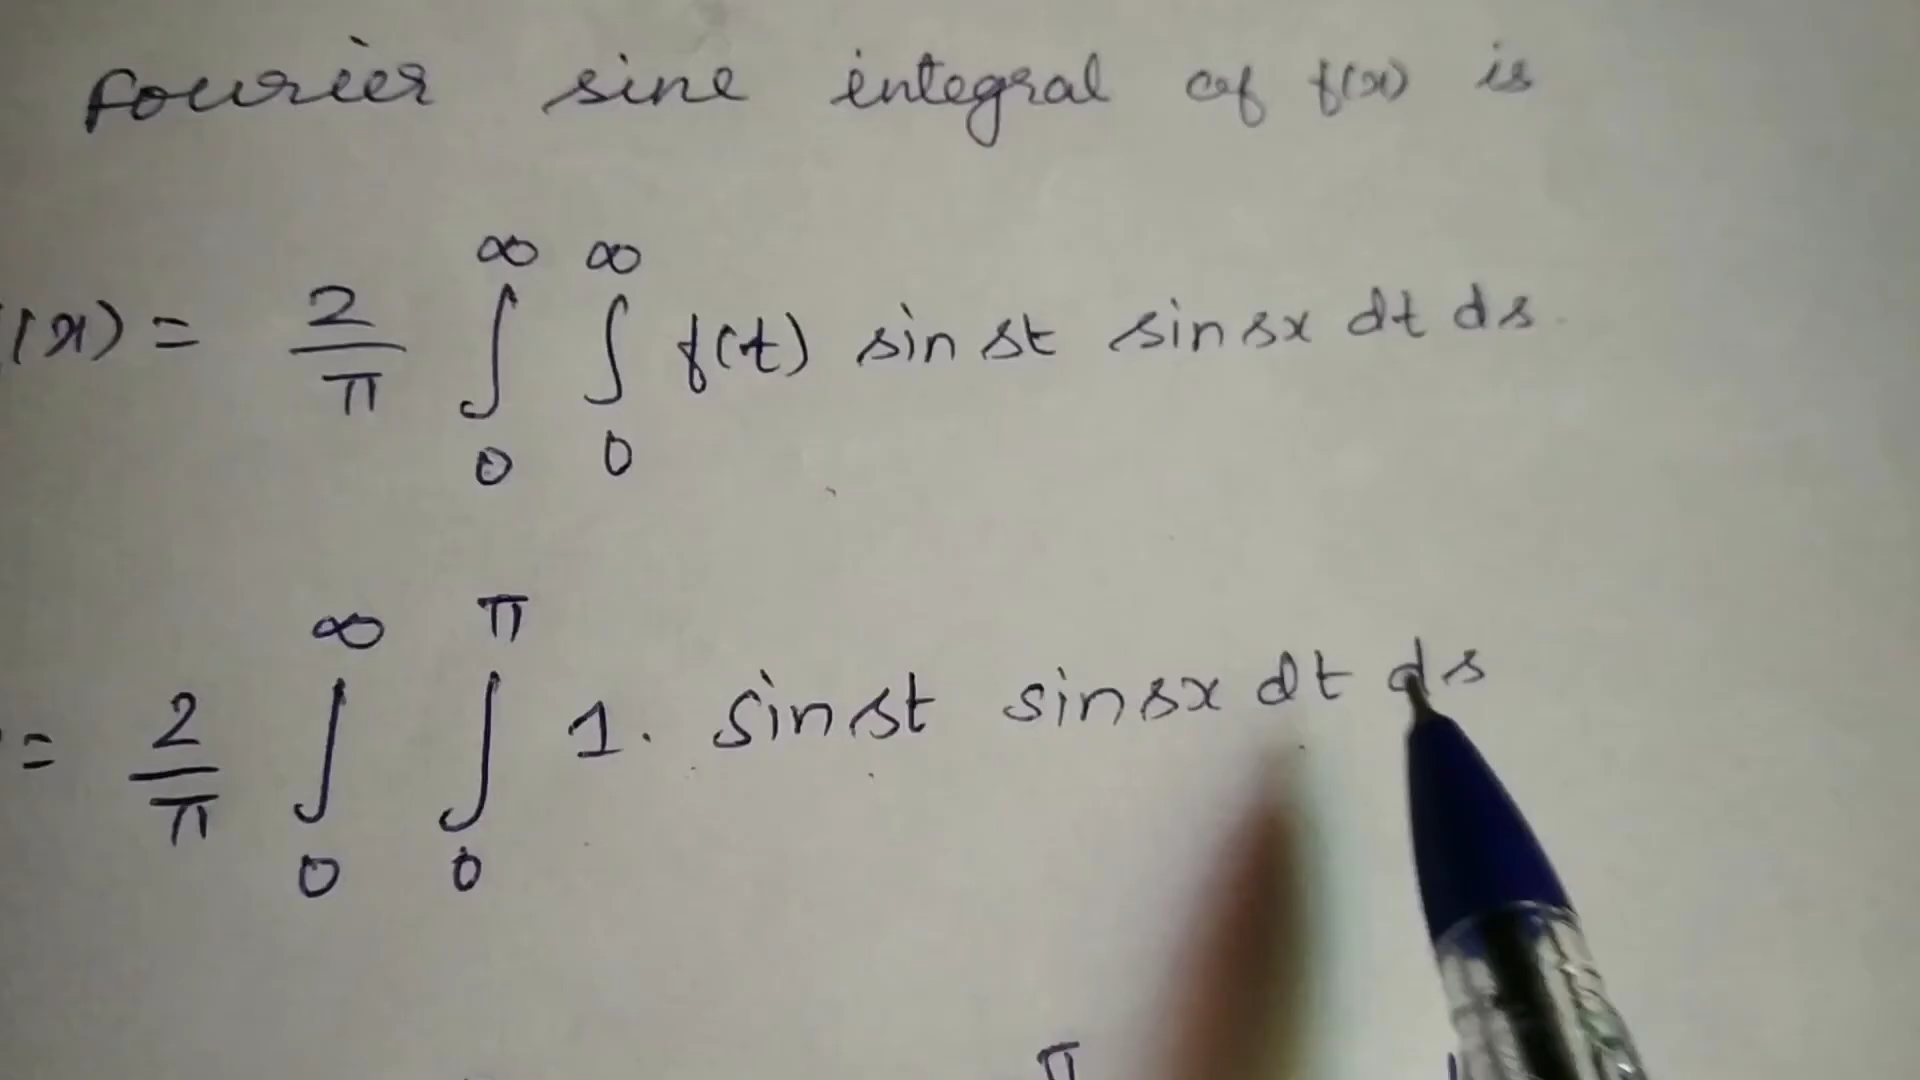 Fourier sine integral of f(x) is
(x) = 2/π ∫₀^∞ ∫₀^∞ f(t) sin st sin sx dt ds
= 2/π ∫₀^∞ ∫₀^π 1. sin st sin sx dt ds
π